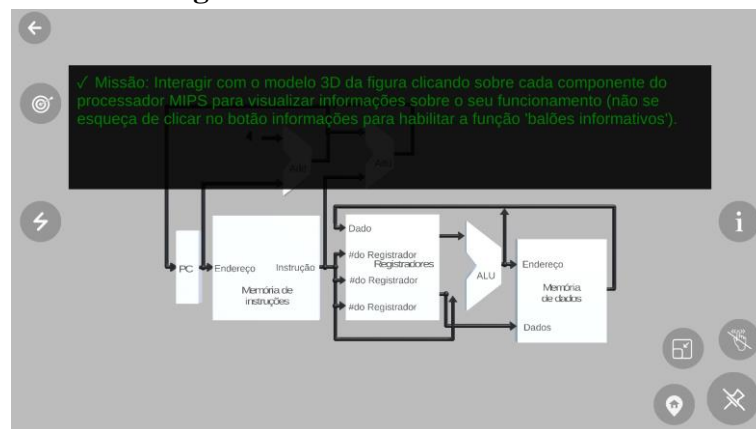 ✓ Missão: Interagir com o modelo 3D da figura clicando sobre cada componente do
processador MIPS para visualizar informações sobre o seu funcionamento (não se
esqueça de clicar no botão informações para habilitar a função 'balões informativos').
Add
Add
PC
Endereço
Instrução
Memória de
instruções
Dado
#do Registrador
Registradores
#do Registrador
#do Registrador
ALU
Endereço
Memória
de dados
Dados
i